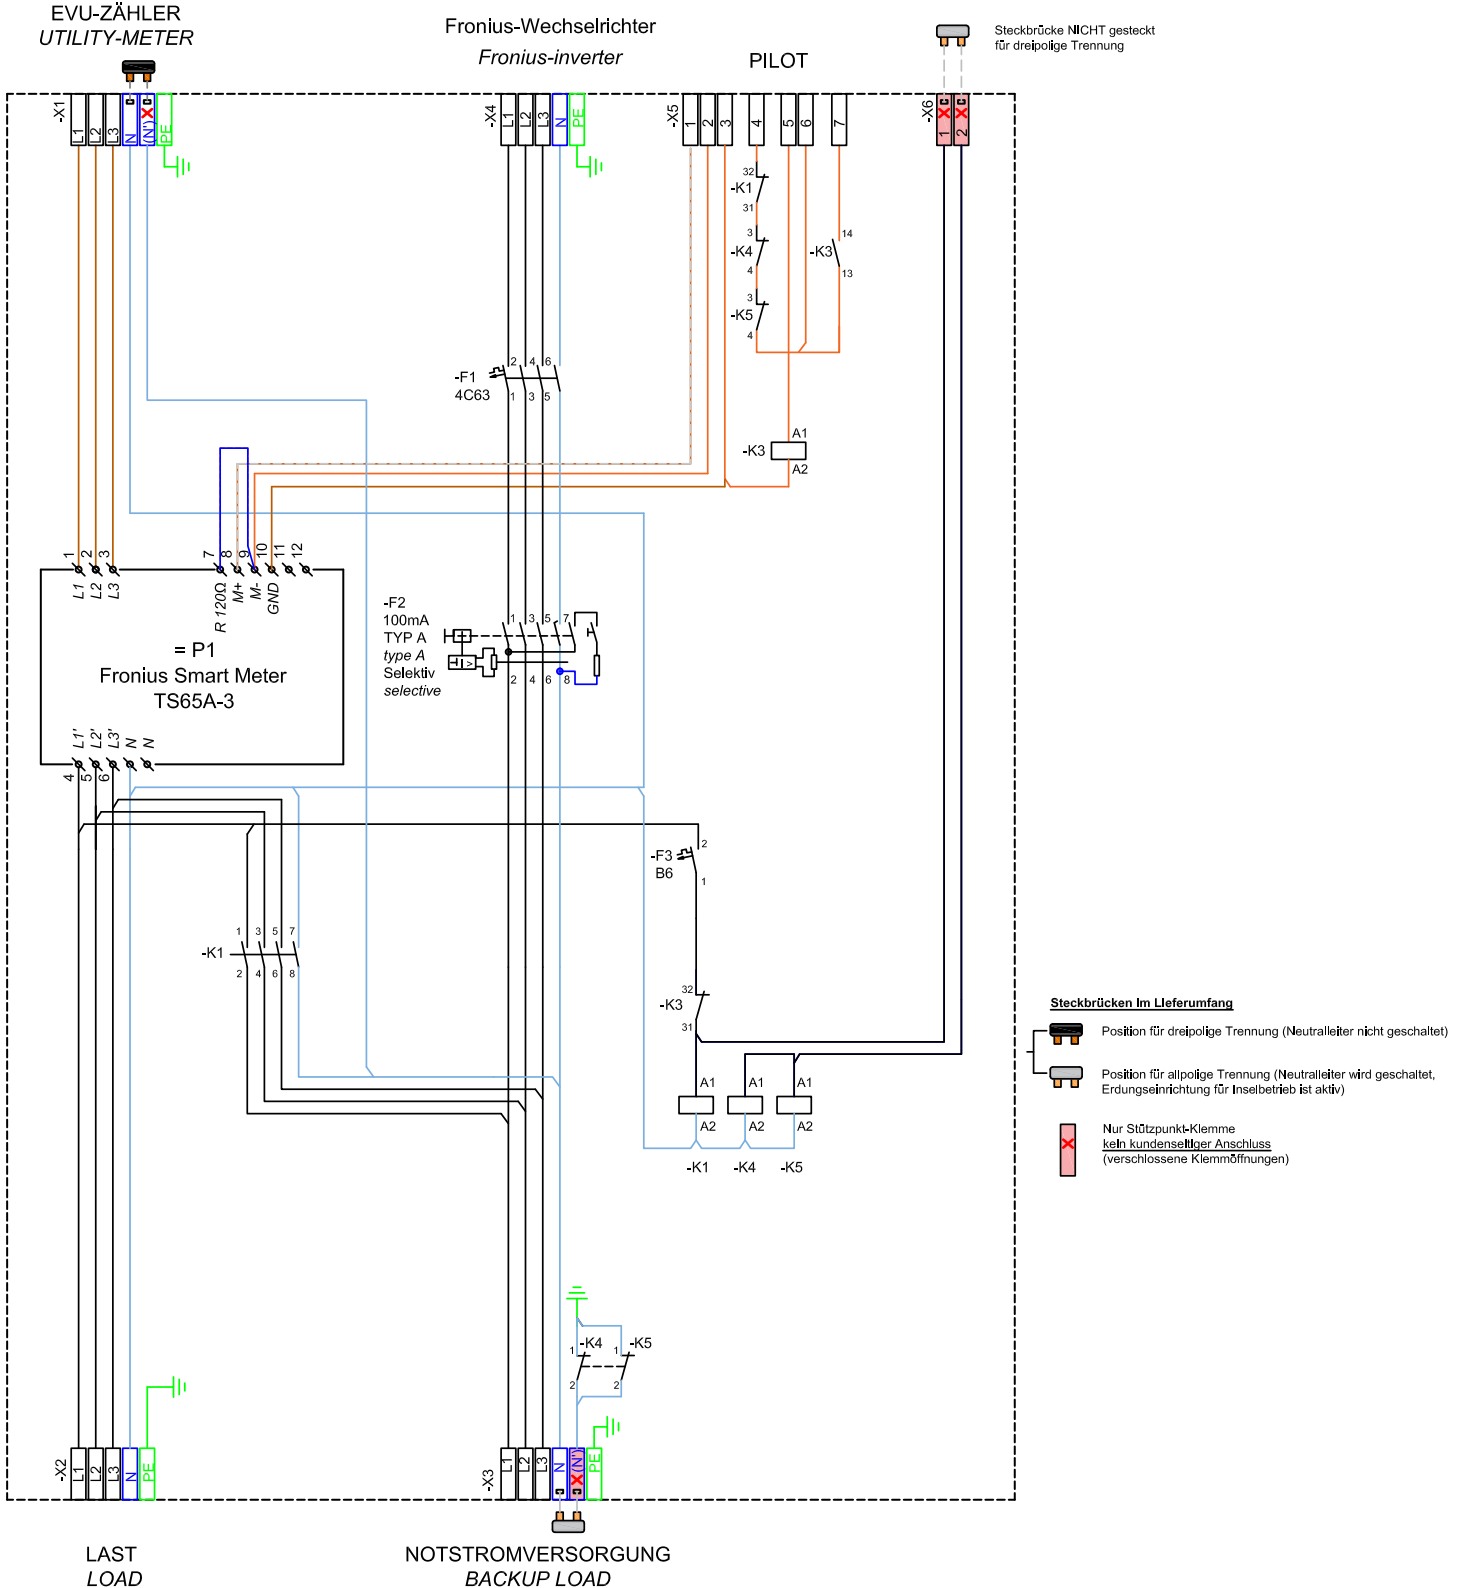 EVU-ZÄHLER
UTILITY-METER
Fronius-Wechselrichter
Fronius-inverter
PILOT
Steckbrücke NICHT gesteckt
für dreipolige Trennung
-X1
L1
L2
L3
N
(N')
PE
-X4
L1
L2
L3
N
PE
-X5
1
2
3
4
5
6
7
-X6
1
2
32
-K1
31
3
-K4
4
3
-K5
4
14
-K3
13
-F1
4C63
2 4 6
1 3 5
-K3
A1
A2
1
2
3
7
8
9
10
11
12
L1
L2
L3
R 120Ω
M+
M-
GND
= P1
Fronius Smart Meter
TS65A-3
L1'
L2'
L3'
N
N
4
5
6
-F2
100mA
TYP A
type A
Selektiv
selective
1 3 5 7
2 4 6 8
-F3
B6
2
1
-K1
1 3 5 7
2 4 6 8
32
-K3
31
A1
A1
A1
A2
A2
A2
-K1
-K4
-K5
Steckbrücken im Lieferumfang
Position für dreipolige Trennung (Neutralleiter nicht geschaltet)
Position für allpolige Trennung (Neutralleiter wird geschaltet,
Erdungseinrichtung für Inselbetrieb ist aktiv)
Nur Stützpunkt-Klemme
kein kundenseitiger Anschluss
(verschlossene Klemmöffnungen)
1
-K4
2
1
-K5
2
-X2
L1
L2
L3
N
PE
-X3
L1
L2
L3
N
(N')
PE
LAST
LOAD
NOTSTROMVERSORGUNG
BACKUP LOAD